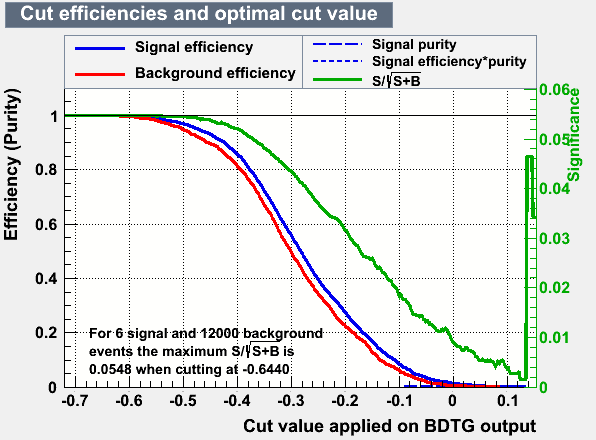 Cut efficiencies and optimal cut value
Signal efficiency
Background efficiency
Signal purity
Signal efficiency*purity
S/√S+B
Efficiency (Purity)
1
0.8
0.6
0.4
0.2
0
0.06
0.05
0.04
0.03
0.02
0.01
0
Significance
For 6 signal and 12000 background
events the maximum S/√S+B is
0.0548 when cutting at -0.6440
-0.7 -0.6 -0.5 -0.4 -0.3 -0.2 -0.1 0 0.1
Cut value applied on BDTG output